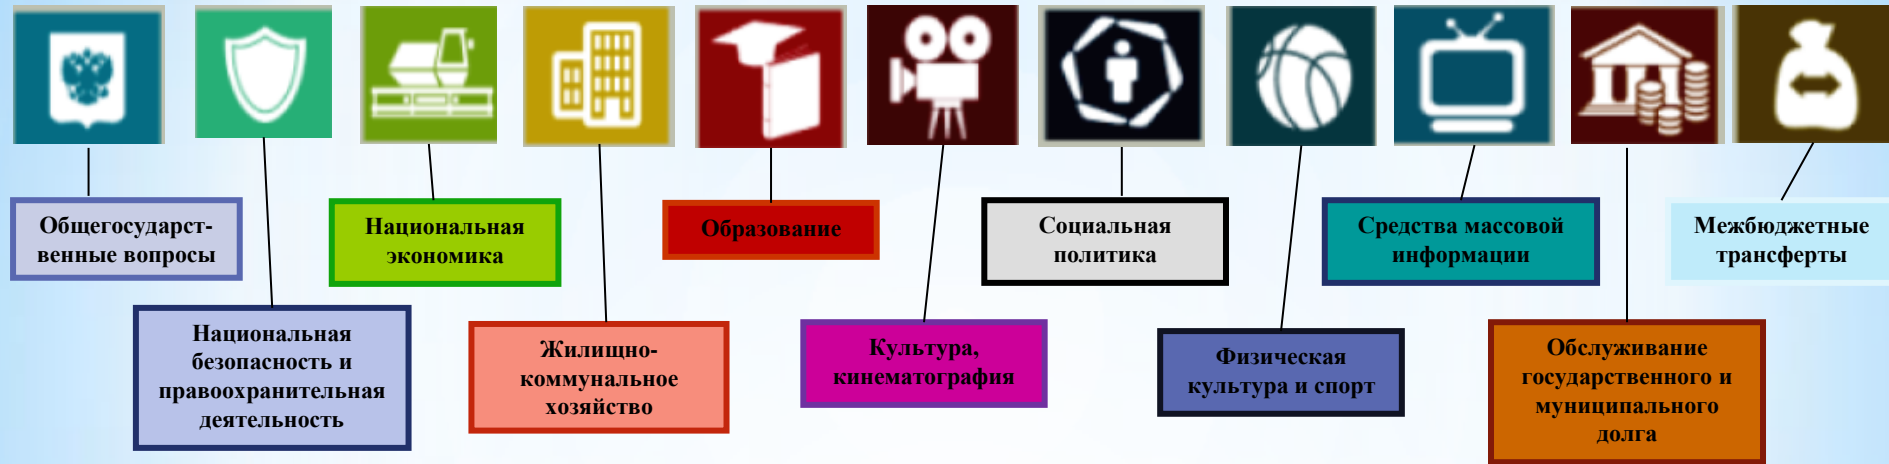 Общегосударст-
венные вопросы
Национальная
безопасность и
правоохранительная
деятельность
Национальная
экономика
Жилищно-
коммунальное
хозяйство
Образование
Культура,
кинематография
Социальная
политика
Физическая
культура и спорт
Средства массовой
информации
Обслуживание
государственного и
муниципального
долга
Межбюджетные
трансферты